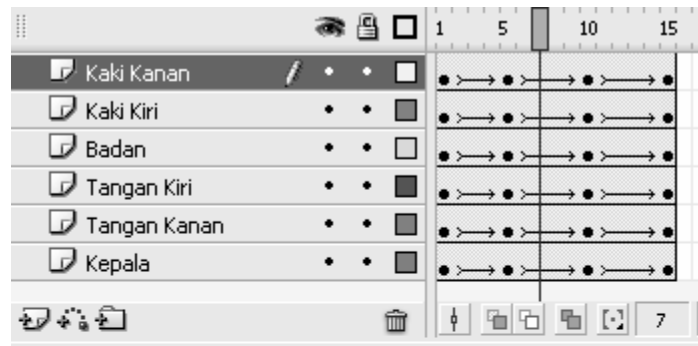 1 5 10 15
Kaki Kanan
Kaki Kiri
Badan
Tangan Kiri
Tangan Kanan
Kepala
7